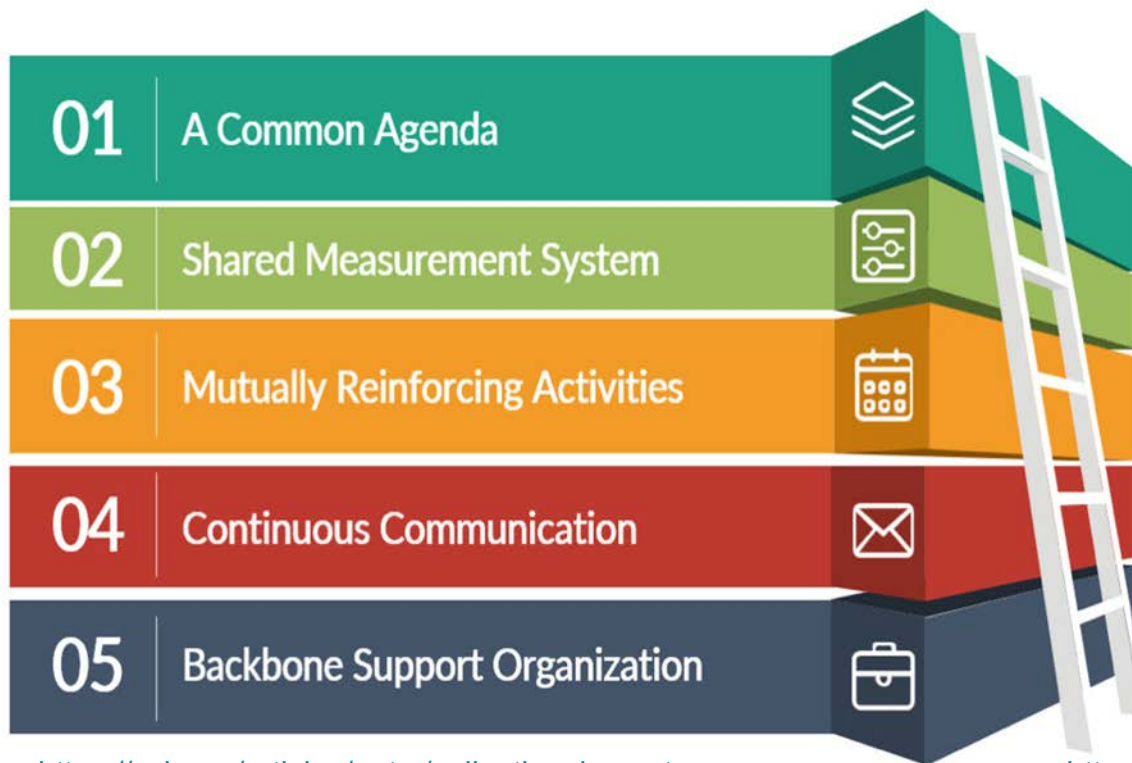 01 A Common Agenda
02 Shared Measurement System
03 Mutually Reinforcing Activities
04 Continuous Communication
05 Backbone Support Organization